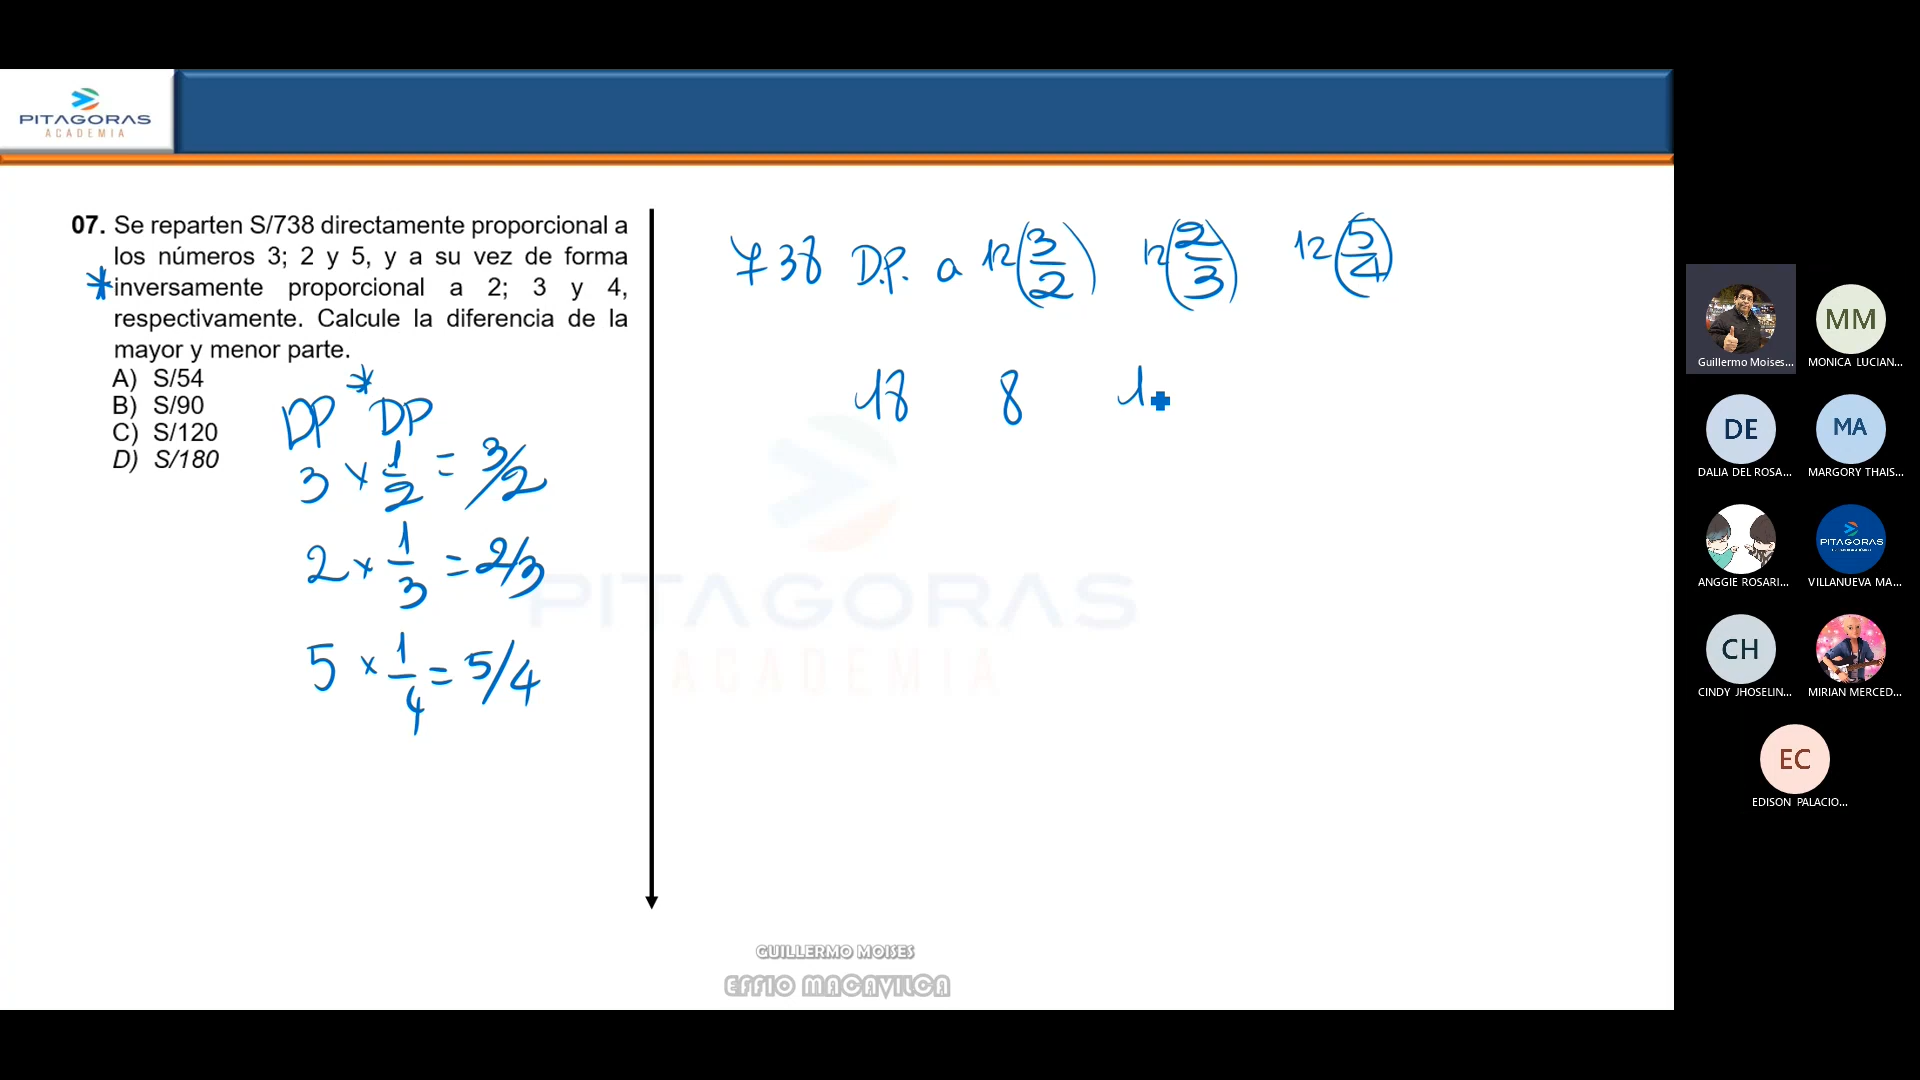 PITAGORAS
ACADEMIA
07. Se reparten S/738 directamente proporcional a
los números 3; 2 y 5, y a su vez de forma
*inversamente proporcional a 2; 3 y 4,
respectivamente. Calcule la diferencia de la
mayor y menor parte.
A) S/54
B) S/90
C) S/120
D) S/180
DP *DP
3 x 1/2 = 3/2
2 x 1/3 = 2/3
5 x 1/4 = 5/4
738 D.P. a 12(3/2) 12(2/3) 12(5/4)
18 8 1
PITAGORAS
ACADEMIA
GUILLERMO MOISES
EFFIO MACAVILCA
Guillermo Moises...
MM
MONICA LUCIAN...
DE
DALIA DEL ROSA...
MA
MARGORY THAIS...
ANGGIE ROSARI...
PITAGORAS
VILLANUEVA MA...
CH
CINDY JHOSELIN...
MIRIAN MERCED...
EC
EDISON PALACIO...